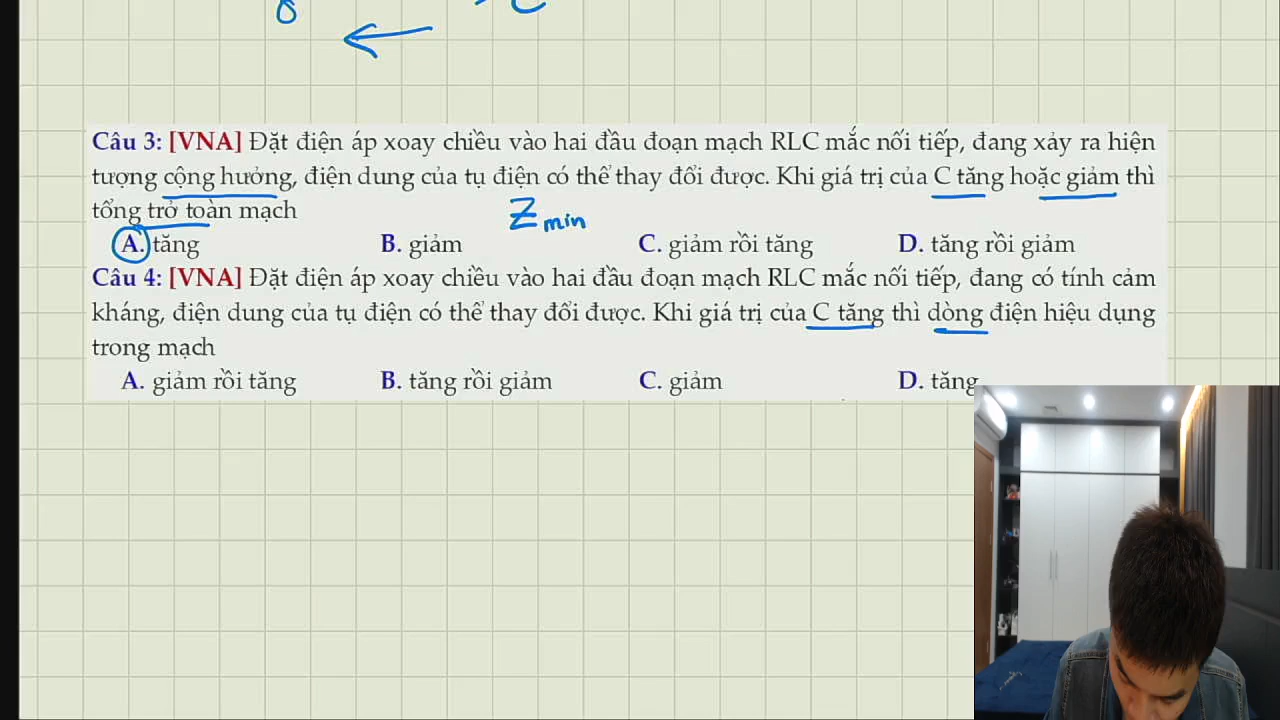 Câu 3: [VNA] Đặt điện áp xoay chiều vào hai đầu đoạn mạch RLC mắc nối tiếp, đang xảy ra hiện
tượng cộng hưởng, điện dung của tụ điện có thể thay đổi được. Khi giá trị của C tăng hoặc giảm thì
tổng trở toàn mạch
Z min
A. tăng B. giảm C. giảm rồi tăng D. tăng rồi giảm
Câu 4: [VNA] Đặt điện áp xoay chiều vào hai đầu đoạn mạch RLC mắc nối tiếp, đang có tính cảm
kháng, điện dung của tụ điện có thể thay đổi được. Khi giá trị của C tăng thì dòng điện hiệu dụng
trong mạch
A. giảm rồi tăng B. tăng rồi giảm C. giảm D. tăng